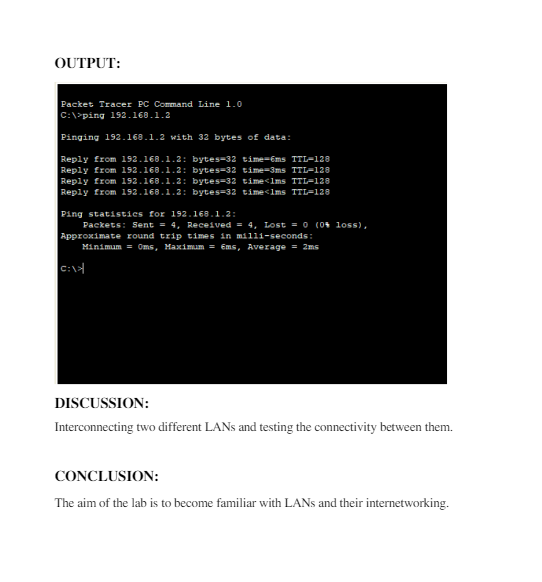 OUTPUT:
Packet Tracer PC Command Line 1.0
C:\>ping 192.168.1.2
Pinging 192.168.1.2 with 32 bytes of data:
Reply from 192.168.1.2: bytes=32 time=6ms TTL=128
Reply from 192.168.1.2: bytes=32 time=3ms TTL=128
Reply from 192.168.1.2: bytes=32 time<1ms TTL=128
Reply from 192.168.1.2: bytes=32 time<1ms TTL=128
Ping statistics for 192.168.1.2:
Packets: Sent = 4, Received = 4, Lost = 0 (0% loss),
Approximate round trip times in milli-seconds:
Minimum = 0ms, Maximum = 6ms, Average = 2ms
C:\>
DISCUSSION:
Interconnecting two different LANs and testing the connectivity between them.
CONCLUSION:
The aim of the lab is to become familiar with LANs and their internetworking.